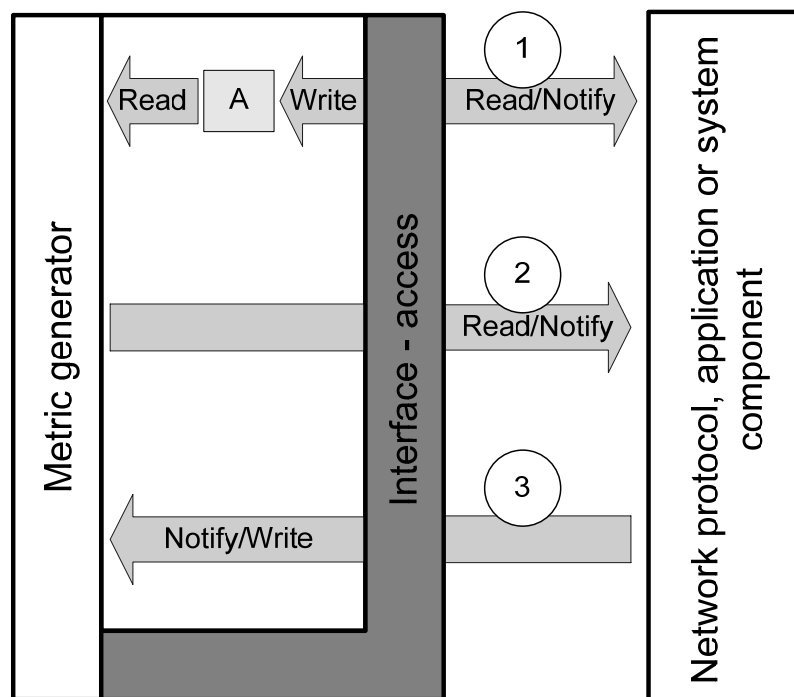 1
Read
A
Write
Read/Notify
2
Read/Notify
3
Notify/Write
Metric generator
Interface - access
Network protocol, application or system
component